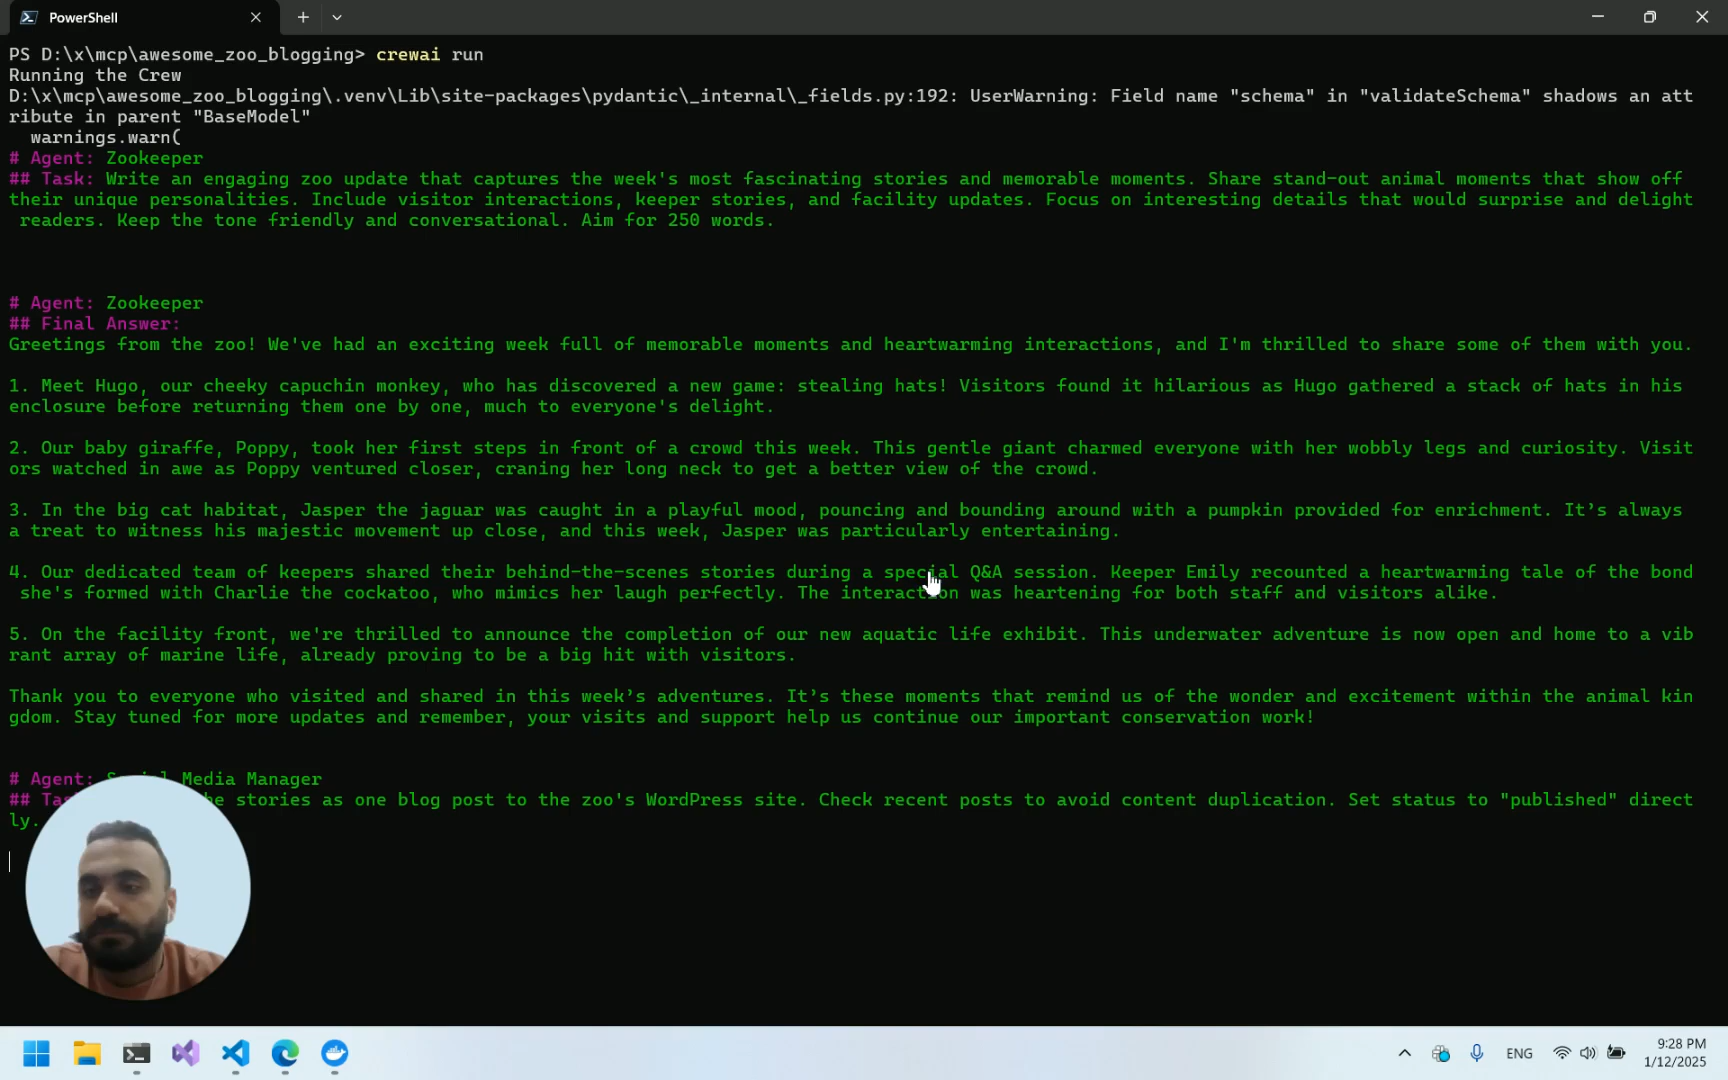 PowerShell
PS D:\x\mcp\awesome_zoo_blogging> crewai run
Running the Crew
D:\x\mcp\awesome_zoo_blogging\.venv\Lib\site-packages\pydantic\_internal\_fields.py:192: UserWarning: Field name "schema" in "validateSchema" shadows an att
ribute in parent "BaseModel"
  warnings.warn(
# Agent: Zookeeper
## Task: Write an engaging zoo update that captures the week's most fascinating stories and memorable moments. Share stand-out animal moments that show off
their unique personalities. Include visitor interactions, keeper stories, and facility updates. Focus on interesting details that would surprise and delight
 readers. Keep the tone friendly and conversational. Aim for 250 words.
# Agent: Zookeeper
## Final Answer:
Greetings from the zoo! We've had an exciting week full of memorable moments and heartwarming interactions, and I'm thrilled to share some of them with you.
1. Meet Hugo, our cheeky capuchin monkey, who has discovered a new game: stealing hats! Visitors found it hilarious as Hugo gathered a stack of hats in his
enclosure before returning them one by one, much to everyone's delight.
2. Our baby giraffe, Poppy, took her first steps in front of a crowd this week. This gentle giant charmed everyone with her wobbly legs and curiosity. Visit
ors watched in awe as Poppy ventured closer, craning her long neck to get a better view of the crowd.
3. In the big cat habitat, Jasper the jaguar was caught in a playful mood, pouncing and bounding around with a pumpkin provided for enrichment. It’s always
a treat to witness his majestic movement up close, and this week, Jasper was particularly entertaining.
4. Our dedicated team of keepers shared their behind-the-scenes stories during a special Q&A session. Keeper Emily recounted a heartwarming tale of the bond
 she's formed with Charlie the cockatoo, who mimics her laugh perfectly. The interaction was heartening for both staff and visitors alike.
5. On the facility front, we're thrilled to announce the completion of our new aquatic life exhibit. This underwater adventure is now open and home to a vib
rant array of marine life, already proving to be a big hit with visitors.
Thank you to everyone who visited and shared in this week’s adventures. It’s these moments that remind us of the wonder and excitement within the animal kin
gdom. Stay tuned for more updates and remember, your visits and support help us continue our important conservation work!
# Agent: Social Media Manager
## stories as one blog post to the zoo's WordPress site. Check recent posts to avoid content duplication. Set status to "published" direct
ly.
ENG
9:28 PM
1/12/2025